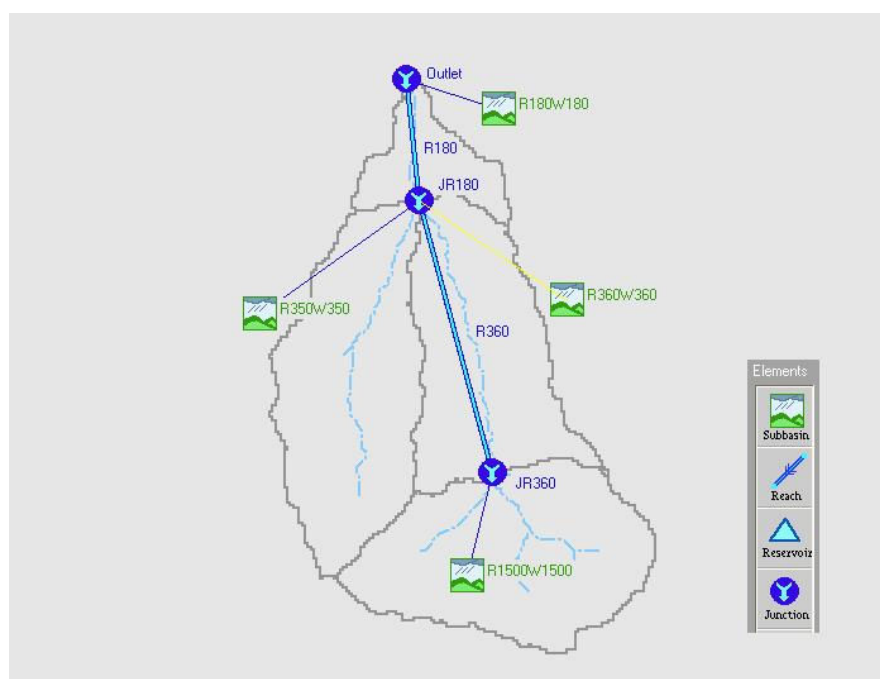 Outlet
R180W180
R180
JR180
R350W350
R360W360
R360
JR360
R1500W1500
Elements
Subbasin
Reach
Reservoir
Junction